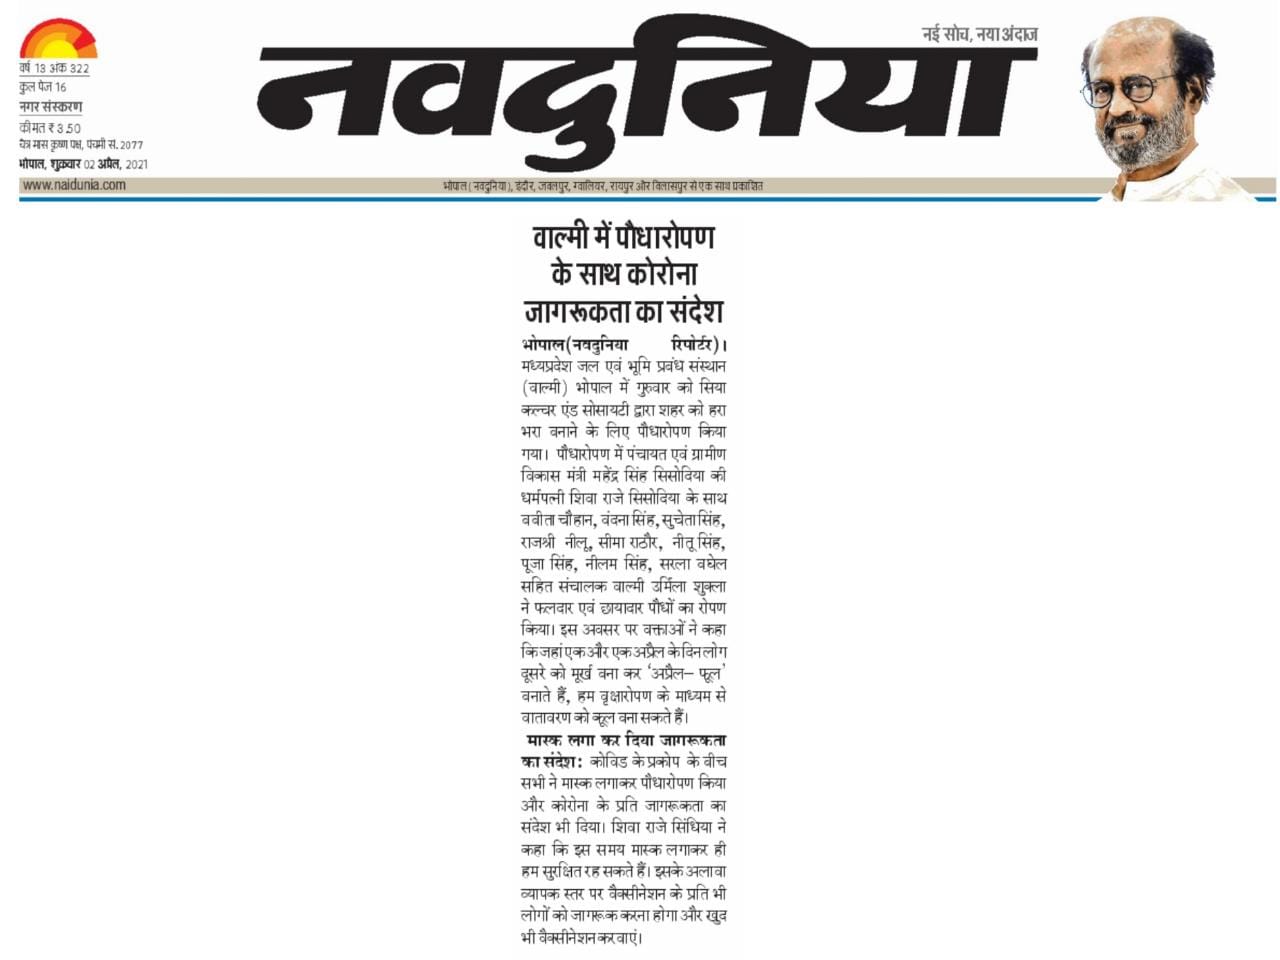 नई सोच, नया अंदाज
नवदुनिया
वर्ष 13 अंक 322
कुल पेज 16
नगर संस्करण
कीमत ₹ 3.50
चैत्र मास कृष्ण पक्ष, पंचमी सं. 2077
भोपाल, शुक्रवार 02 अप्रैल, 2021
www.naidunia.com
भोपाल ( नवदुनिया ), इंदौर, जबलपुर, ग्वालियर, रायपुर और बिलासपुर से एक साथ प्रकाशित
वाल्मी में पौधारोपण
के साथ कोरोना
जागरूकता का संदेश
भोपाल(नवदुनिया रिपोर्टर)।
मध्यप्रदेश जल एवं भूमि प्रबंध संस्थान
(वाल्मी) भोपाल में गुरुवार को सिया
कल्चर एंड सोसायटी द्वारा शहर को हरा
भरा बनाने के लिए पौधारोपण किया
गया। पौधारोपण में पंचायत एवं ग्रामीण
विकास मंत्री महेंद्र सिंह सिसोदिया की
धर्मपत्नी शिवा राजे सिसोदिया के साथ
बबीता चौहान, वंदना सिंह, सुचेता सिंह,
राजश्री नीलू, सीमा राठौर, नीतू सिंह,
पूजा सिंह, नीलम सिंह, सरला बघेल
सहित संचालक वाल्मी उर्मिला शुक्ला
ने फलदार एवं छायादार पौधों का रोपण
किया। इस अवसर पर वक्ताओं ने कहा
कि जहां एक और एक अप्रैल के दिन लोग
दूसरे को मूर्ख बना कर ‘अप्रैल– फूल’
बनाते हैं, हम वृक्षारोपण के माध्यम से
वातावरण को कूल बना सकते हैं।
मास्क लगा कर दिया जागरूकता
का संदेश: कोविड के प्रकोप के बीच
सभी ने मास्क लगाकर पौधारोपण किया
और कोरोना के प्रति जागरूकता का
संदेश भी दिया। शिवा राजे सिंधिया ने
कहा कि इस समय मास्क लगाकर ही
हम सुरक्षित रह सकते हैं। इसके अलावा
व्यापक स्तर पर वैक्सीनेशन के प्रति भी
लोगों को जागरूक करना होगा और खुद
भी वैक्सीनेशन करवाएं।